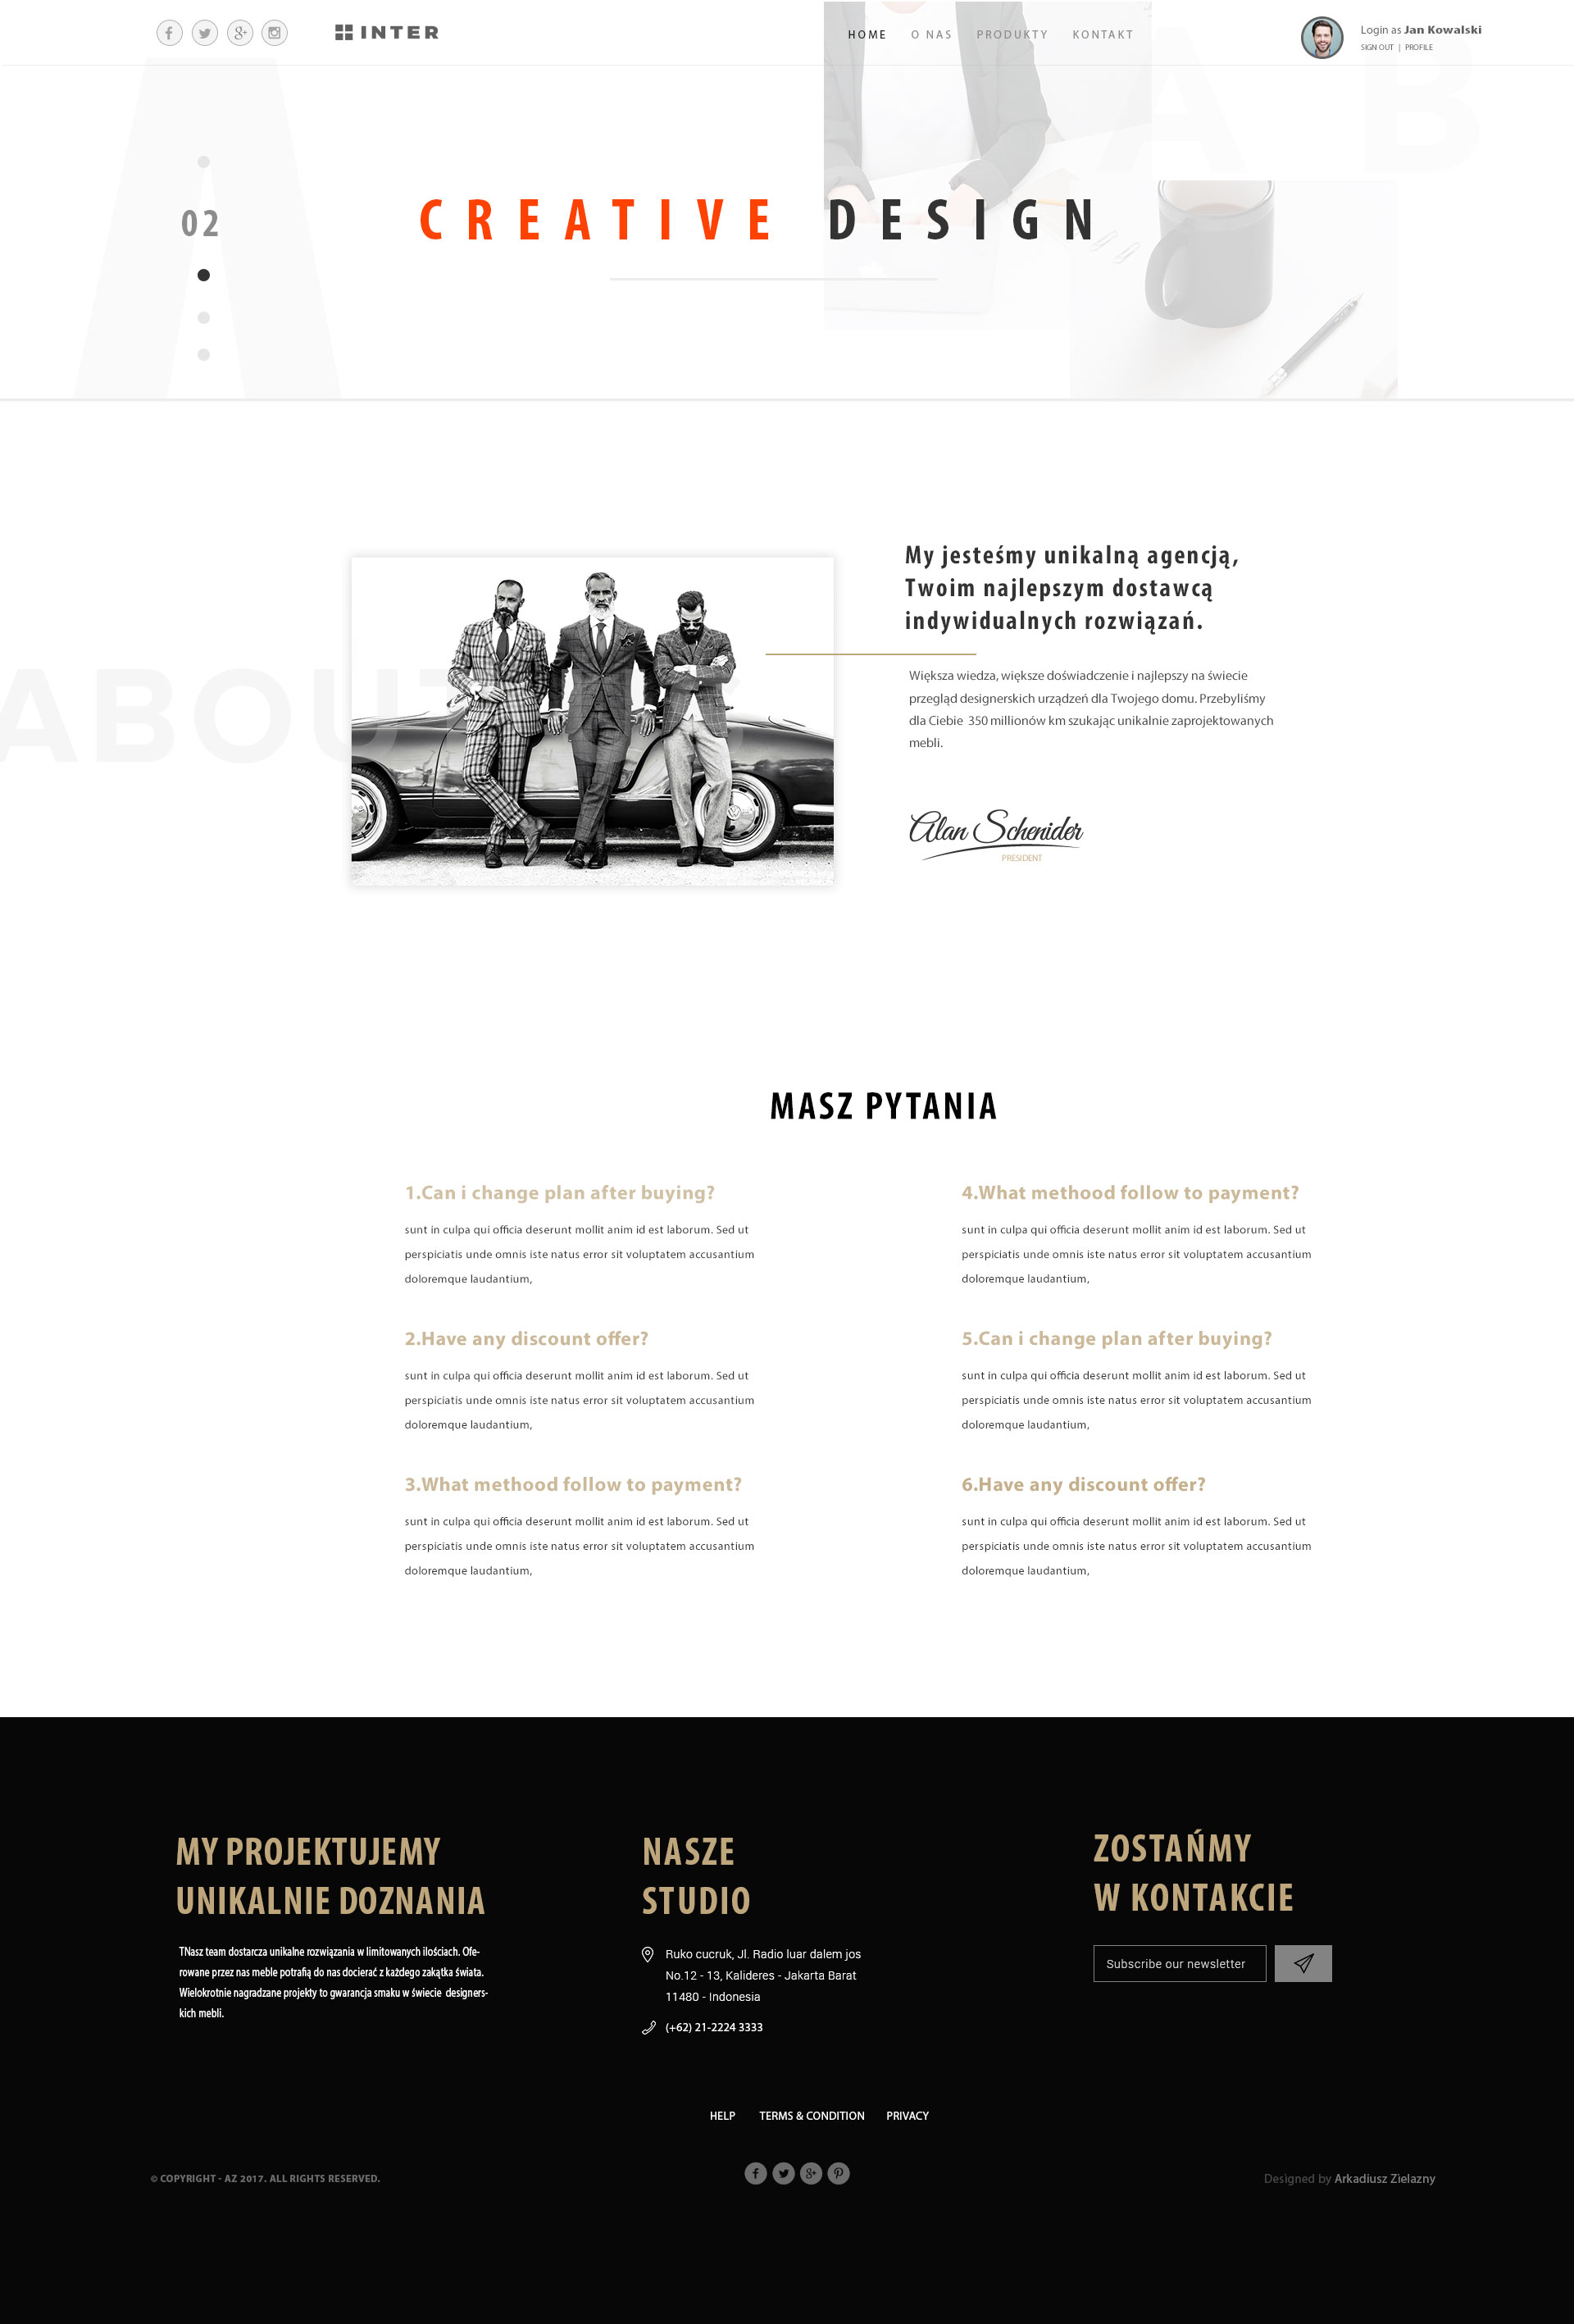 INTER
HOME O NAS PRODUKTY KONTAKT
Login as Jan Kowalski
SIGN OUT | PROFILE
A B
A
02
CREATIVE DESIGN
ABOUT
My jesteśmy unikalną agencją,
Twoim najlepszym dostawcą
indywidualnych rozwiązań.
Większa wiedza, większe doświadczenie i najlepszy na świecie
przegląd designerskich urządzeń dla Twojego domu. Przebyliśmy
dla Ciebie 350 millionów km szukając unikalnie zaprojektowanych
mebli.
Alan Schenider
PRESIDENT
MASZ PYTANIA
1.Can i change plan after buying?
sunt in culpa qui officia deserunt mollit anim id est laborum. Sed ut
perspiciatis unde omnis iste natus error sit voluptatem accusantium
doloremque laudantium,
2.Have any discount offer?
sunt in culpa qui officia deserunt mollit anim id est laborum. Sed ut
perspiciatis unde omnis iste natus error sit voluptatem accusantium
doloremque laudantium,
3.What methood follow to payment?
sunt in culpa qui officia deserunt mollit anim id est laborum. Sed ut
perspiciatis unde omnis iste natus error sit voluptatem accusantium
doloremque laudantium,
4.What methood follow to payment?
sunt in culpa qui officia deserunt mollit anim id est laborum. Sed ut
perspiciatis unde omnis iste natus error sit voluptatem accusantium
doloremque laudantium,
5.Can i change plan after buying?
sunt in culpa qui officia deserunt mollit anim id est laborum. Sed ut
perspiciatis unde omnis iste natus error sit voluptatem accusantium
doloremque laudantium,
6.Have any discount offer?
sunt in culpa qui officia deserunt mollit anim id est laborum. Sed ut
perspiciatis unde omnis iste natus error sit voluptatem accusantium
doloremque laudantium,
MY PROJEKTUJEMY
UNIKALNIE DOZNANIA
TNasz team dostarcza unikalne rozwiązania w limitowanych ilościach. Ofe-
rowane przez nas meble potrafią do nas docierać z każdego zakątka świata.
Wielokrotnie nagradzane projekty to gwarancja smaku w świecie designers-
kich mebli.
NASZE
STUDIO
Ruko cucruk, Jl. Radio luar dalem jos
No.12 - 13, Kalideres - Jakarta Barat
11480 - Indonesia
(+62) 21-2224 3333
ZOSTAŃMY
W KONTAKCIE
Subscribe our newsletter
HELP TERMS & CONDITION PRIVACY
© COPYRIGHT - AZ 2017. ALL RIGHTS RESERVED.
Designed by Arkadiusz Zielazny